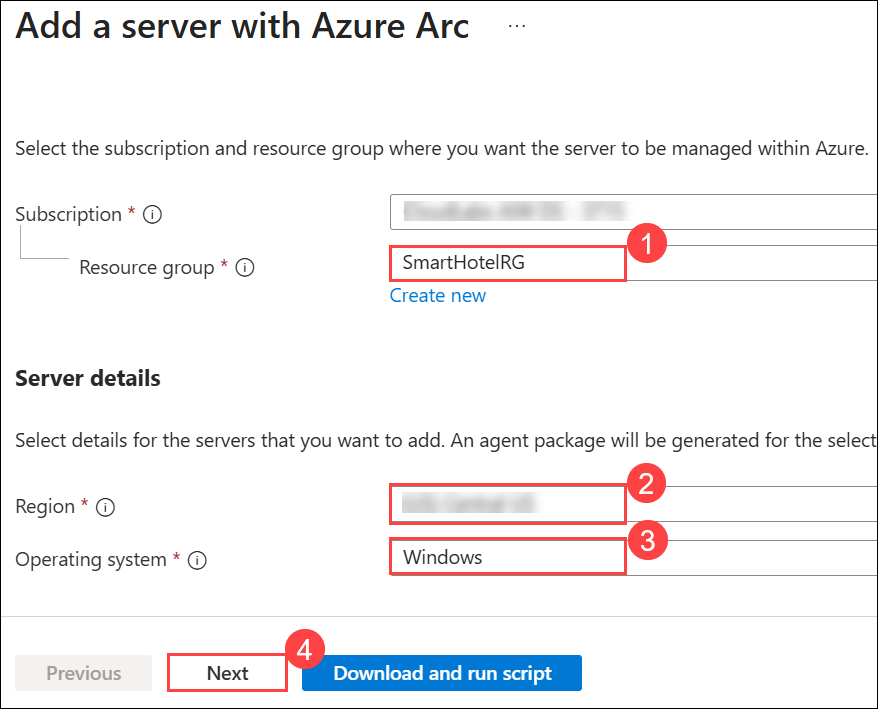 Add a server with Azure Arc ...
Select the subscription and resource group where you want the server to be managed within Azure.
Subscription *
Resource group *
SmartHotelRG
1
Create new
Server details
Select details for the servers that you want to add. An agent package will be generated for the select
Region *
2
Operating system *
Windows
3
Previous
Next
4
Download and run script